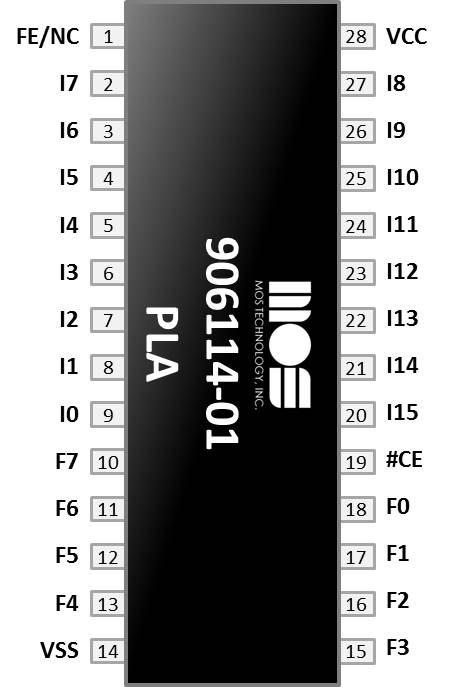 FE/NC 1 28 VCC
I7 2 27 I8
I6 3 26 I9
I5 4 25 I10
I4 5 24 I11
I3 6 23 I12
I2 7 22 I13
I1 8 21 I14
I0 9 20 I15
F7 10 19 #CE
F6 11 18 F0
F5 12 17 F1
F4 13 16 F2
VSS 14 15 F3
mos
MOS TECHNOLOGY, INC.
906114-01
PLA